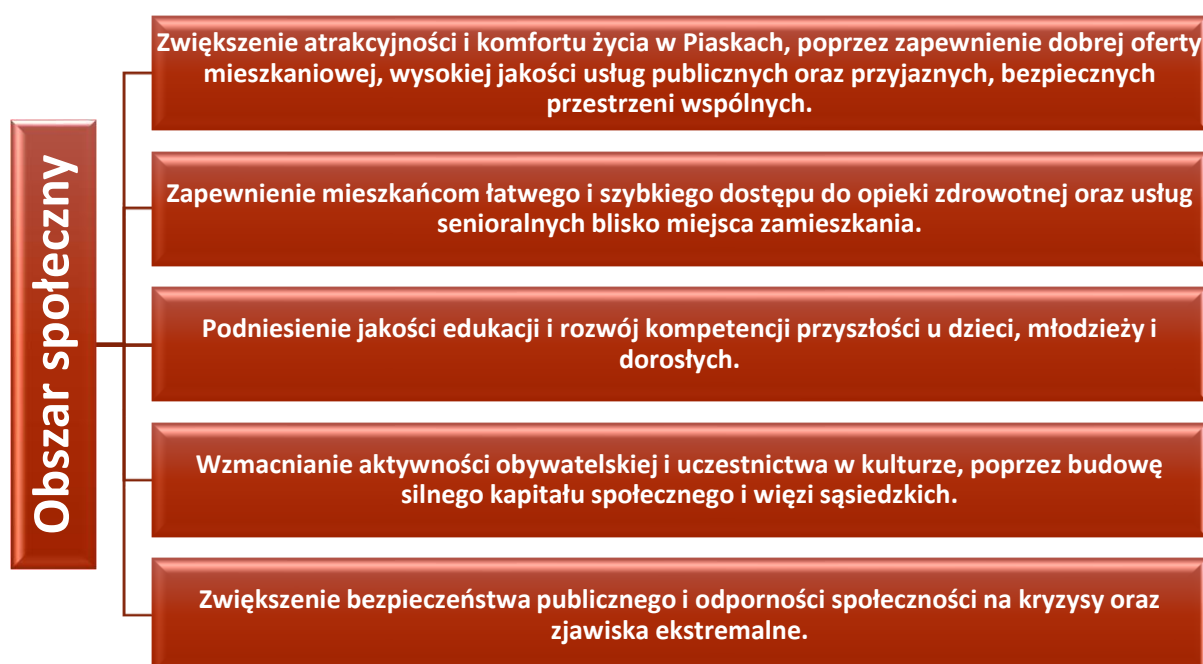 Obszar społeczny
Zwiększenie atrakcyjności i komfortu życia w Piaskach, poprzez zapewnienie dobrej oferty
mieszkaniowej, wysokiej jakości usług publicznych oraz przyjaznych, bezpiecznych
przestrzeni wspólnych.
Zapewnienie mieszkańcom łatwego i szybkiego dostępu do opieki zdrowotnej oraz usług
senioralnych blisko miejsca zamieszkania.
Podniesienie jakości edukacji i rozwój kompetencji przyszłości u dzieci, młodzieży i
dorosłych.
Wzmacnianie aktywności obywatelskiej i uczestnictwa w kulturze, poprzez budowę
silnego kapitału społecznego i więzi sąsiedzkich.
Zwiększenie bezpieczeństwa publicznego i odporności społeczności na kryzysy oraz
zjawiska ekstremalne.